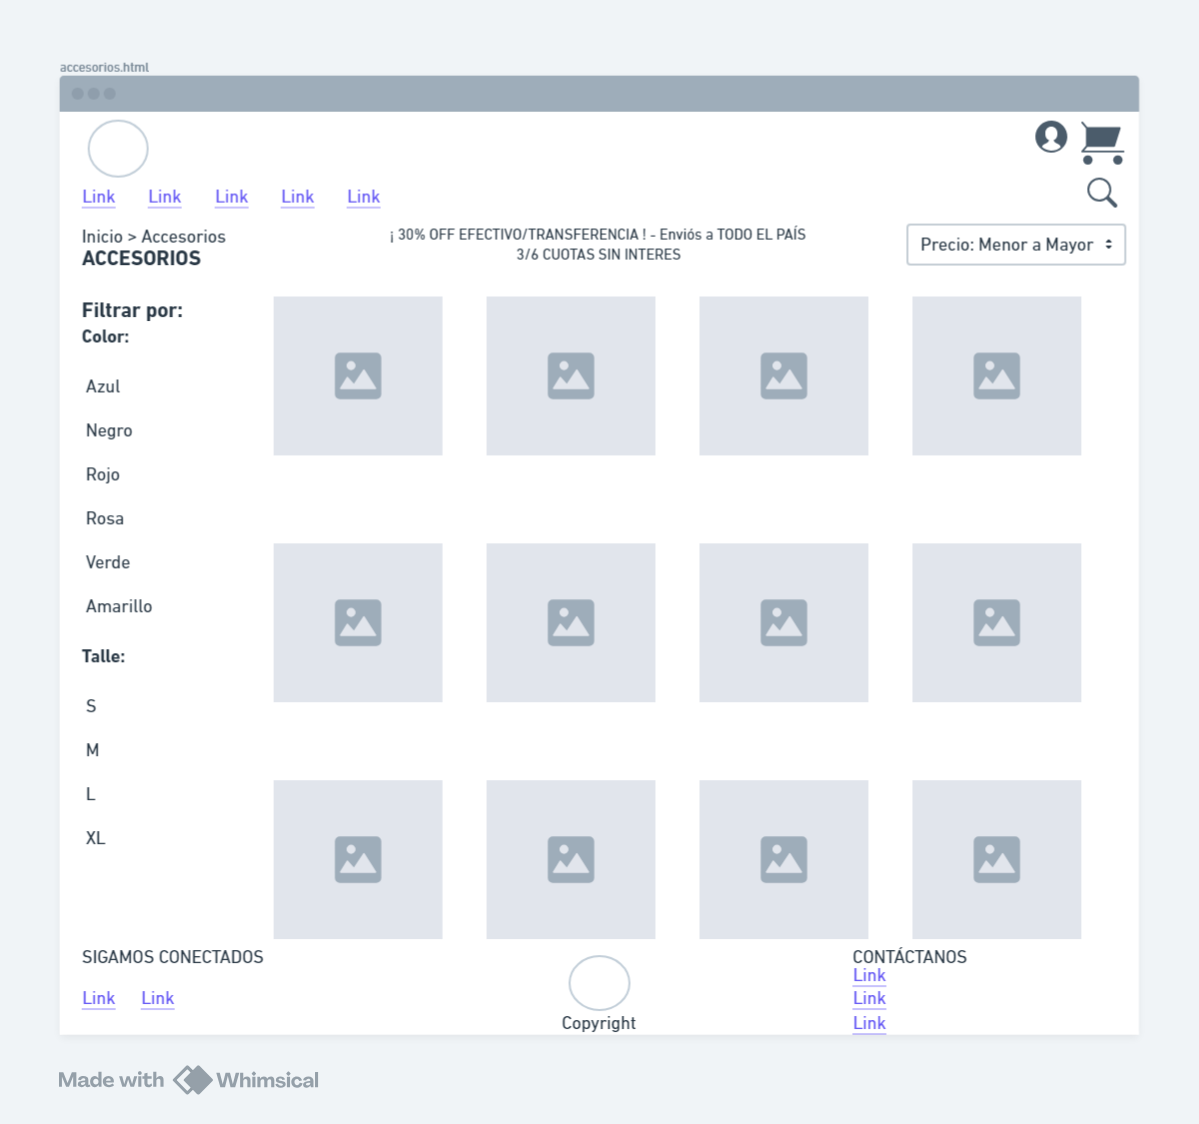 accesorios.html
Link Link Link Link Link
Inicio > Accesorios
ACCESORIOS
¡ 30% OFF EFECTIVO/TRANSFERENCIA ! - Enviós a TODO EL PAÍS
3/6 CUOTAS SIN INTERES
Precio: Menor a Mayor
Filtrar por:
Color:
Azul
Negro
Rojo
Rosa
Verde
Amarillo
Talle:
S
M
L
XL
SIGAMOS CONECTADOS
Link Link
Copyright
CONTÁCTANOS
Link
Link
Link
Made with Whimsical